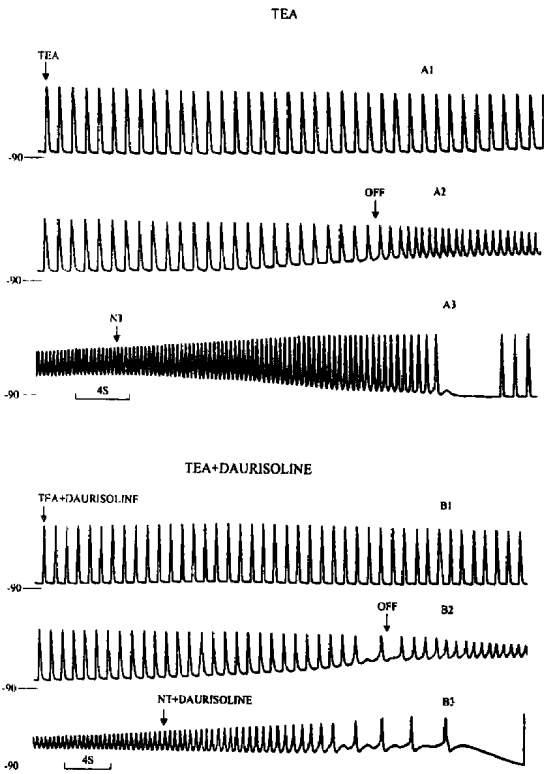 TEA
TEA
A1
-90
OFF
A2
-90
NT
A3
-90
4S
TEA+DAURISOLINE
TEA+DAURISOLINE
B1
-90
OFF
B2
-90
NT+DAURISOLINE
B3
-90
4S